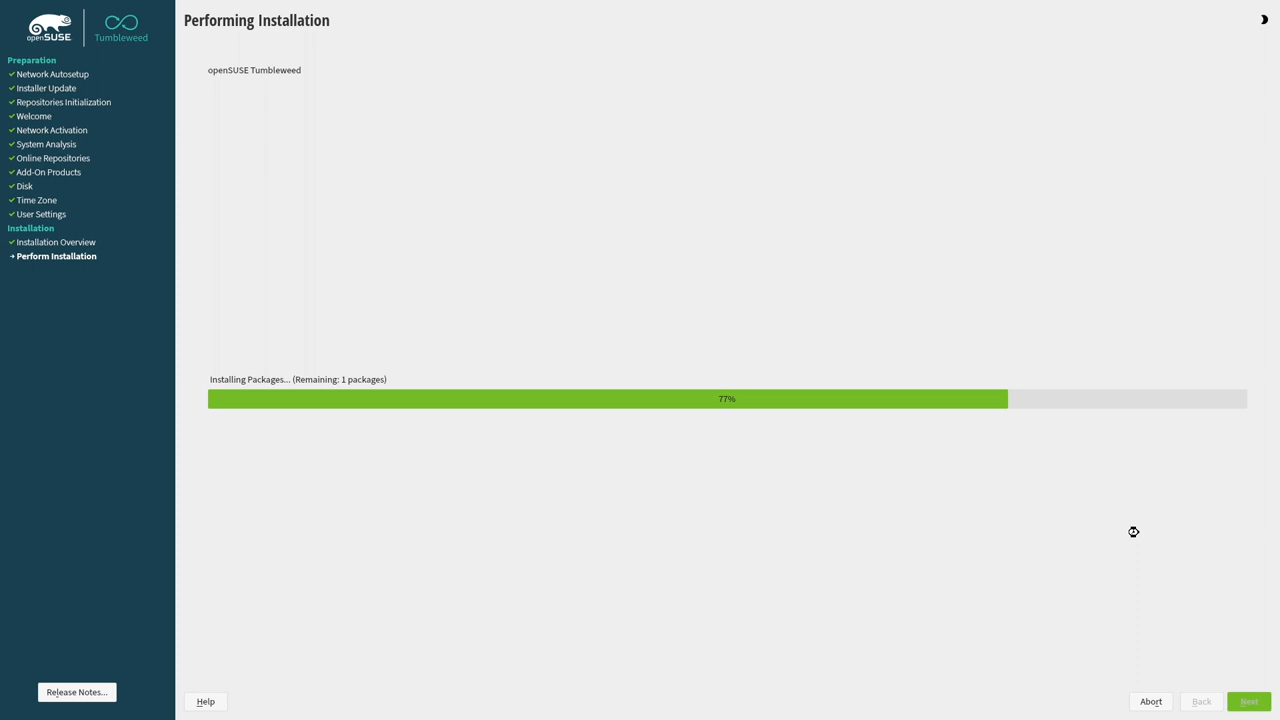 openSUSE
Tumbleweed
Preparation
Network Autosetup
Installer Update
Repositories Initialization
Welcome
Network Activation
System Analysis
Online Repositories
Add-On Products
Disk
Time Zone
User Settings
Installation
Installation Overview
Perform Installation
Release Notes...
Performing Installation
openSUSE Tumbleweed
Installing Packages... (Remaining: 1 packages)
77%
Help
Abort
Back
Next